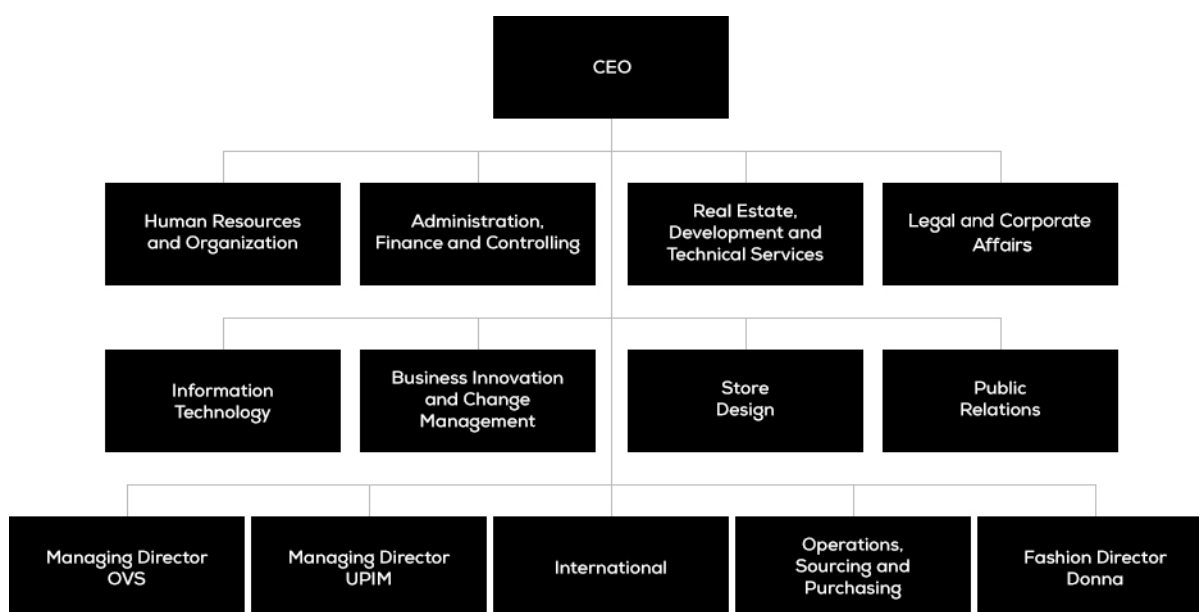 CEO
Human Resources
and Organization
Administration,
Finance and Controlling
Real Estate,
Development and
Technical Services
Legal and Corporate
Affairs
Information
Technology
Business Innovation
and Change
Management
Store
Design
Public
Relations
Managing Director
OVS
Managing Director
UPIM
International
Operations,
Sourcing and
Purchasing
Fashion Director
Donna